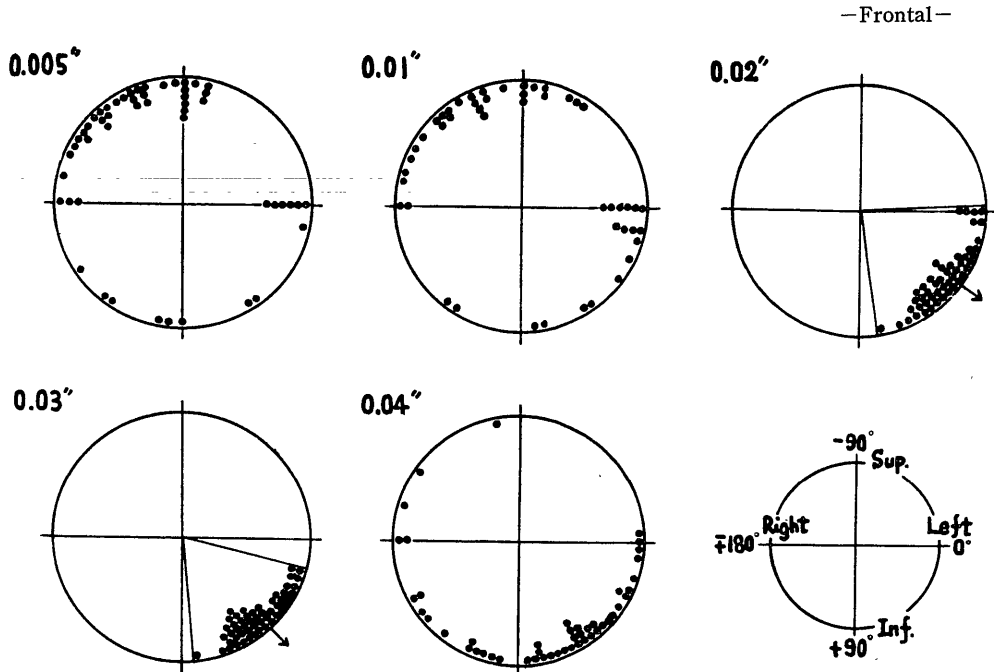 —Frontal—
0.005"
0.01"
0.02"
0.03"
0.04"
-90°
Sup.
Right
Left
∓180°
0°
Inf.
+90°